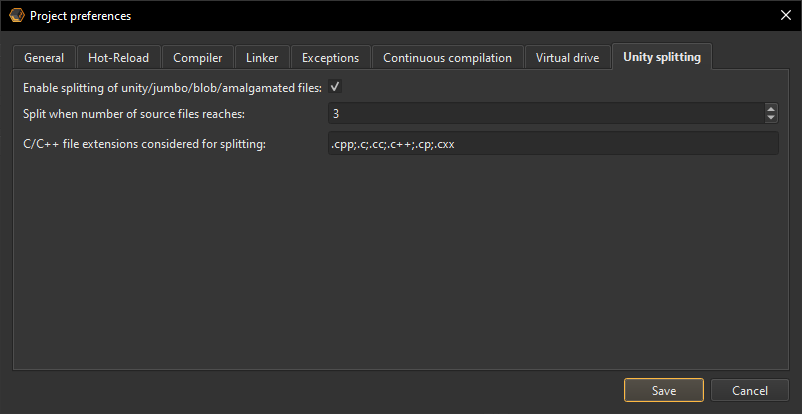 Project preferences
General Hot-Reload Compiler Linker Exceptions Continuous compilation Virtual drive Unity splitting
Enable splitting of unity/jumbo/blob/amalgamated files:
Split when number of source files reaches: 3
C/C++ file extensions considered for splitting: .cpp;.c;.cc;.c++;.cp;.cxx
Save Cancel